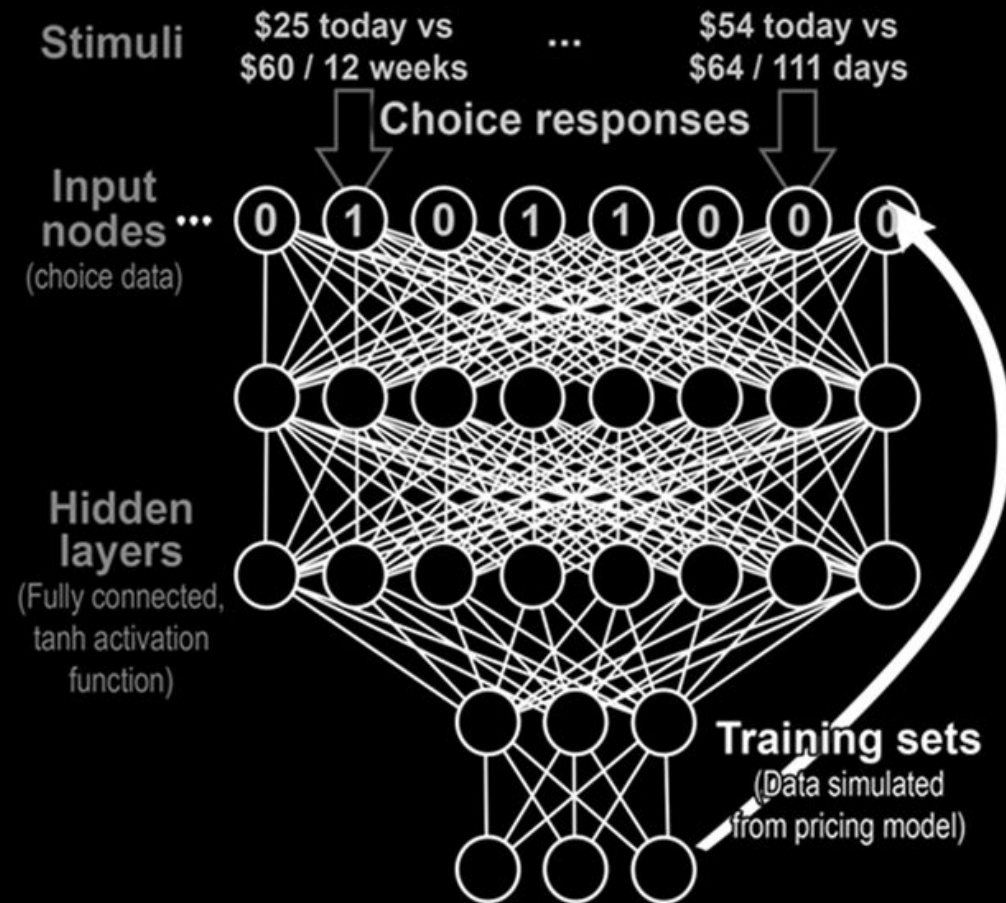 Stimuli
$25 today vs
$60 / 12 weeks
...
$54 today vs
$64 / 111 days
Choice responses
Input
nodes ...
(choice data)
0 1 0 1 1 0 0 0
Hidden
layers
(Fully connected,
tanh activation
function)
Training sets
(Data simulated
from pricing model)